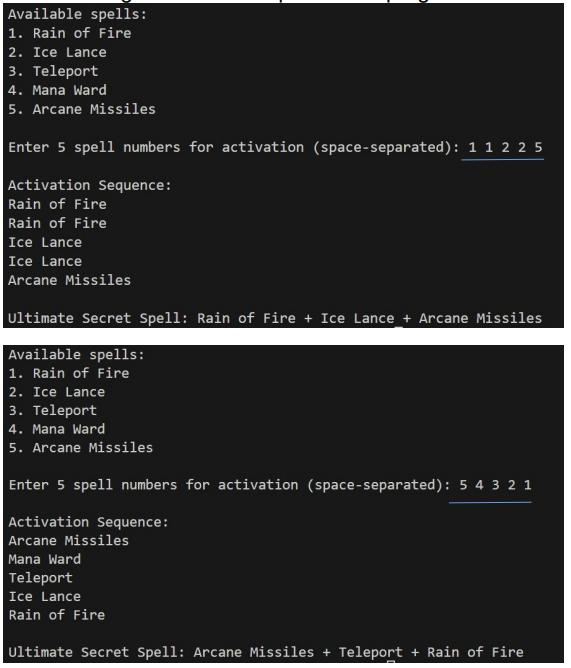 Available spells:
1. Rain of Fire
2. Ice Lance
3. Teleport
4. Mana Ward
5. Arcane Missiles
Enter 5 spell numbers for activation (space-separated): 1 1 2 2 5
Activation Sequence:
Rain of Fire
Rain of Fire
Ice Lance
Ice Lance
Arcane Missiles
Ultimate Secret Spell: Rain of Fire + Ice Lance + Arcane Missiles
Available spells:
1. Rain of Fire
2. Ice Lance
3. Teleport
4. Mana Ward
5. Arcane Missiles
Enter 5 spell numbers for activation (space-separated): 5 4 3 2 1
Activation Sequence:
Arcane Missiles
Mana Ward
Teleport
Ice Lance
Rain of Fire
Ultimate Secret Spell: Arcane Missiles + Teleport + Rain of Fire